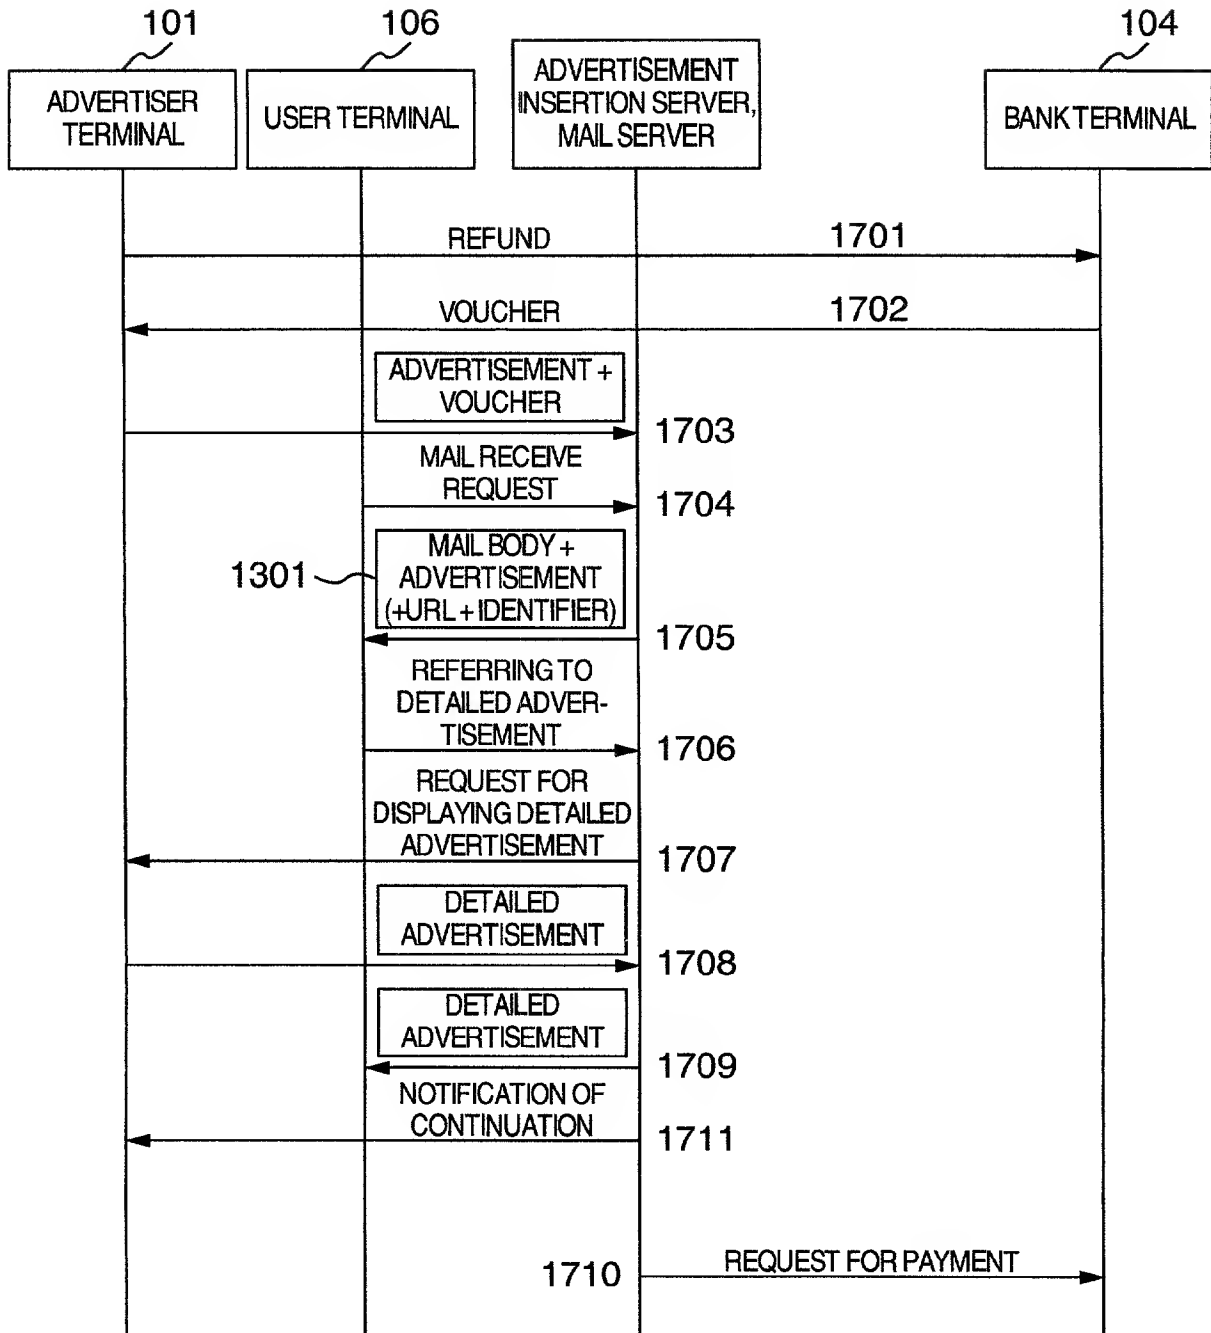 101
106
104
ADVERTISER
TERMINAL
USER TERMINAL
ADVERTISEMENT
INSERTION SERVER,
MAIL SERVER
BANK TERMINAL
REFUND
1701
VOUCHER
1702
ADVERTISEMENT +
VOUCHER
1703
MAIL RECEIVE
REQUEST
1704
1301
MAIL BODY +
ADVERTISEMENT
(+URL + IDENTIFIER)
1705
REFERRING TO
DETAILED ADVER-
TISEMENT
1706
REQUEST FOR
DISPLAYING DETAILED
ADVERTISEMENT
1707
DETAILED
ADVERTISEMENT
1708
DETAILED
ADVERTISEMENT
1709
NOTIFICATION OF
CONTINUATION
1711
1710
REQUEST FOR PAYMENT